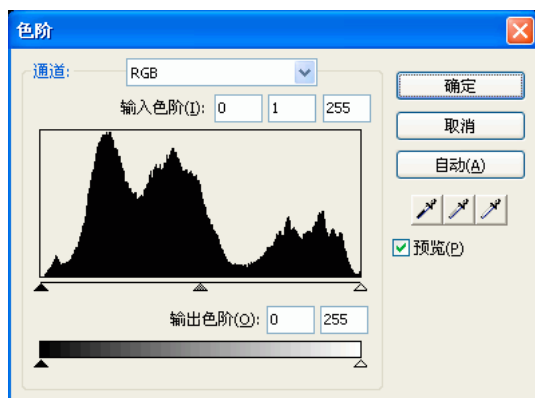 色阶
通道: RGB
输入色阶(I): 0 1 255
输出色阶(O): 0 255
确定
取消
自动(A)
预览(P)